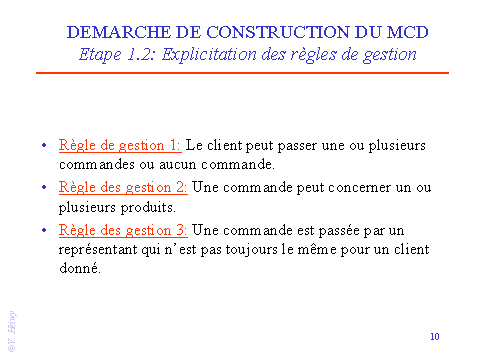 DEMARCHE DE CONSTRUCTION DU MCD
Etape 1.2: Explicitation des règles de gestion
• Règle de gestion 1: Le client peut passer une ou plusieurs
commandes ou aucun commande.
• Règle des gestion 2: Une commande peut concerner un ou
plusieurs produits.
• Règle des gestion 3: Une commande est passée par un
représentant qui n’est pas toujours le même pour un client
donné.
10